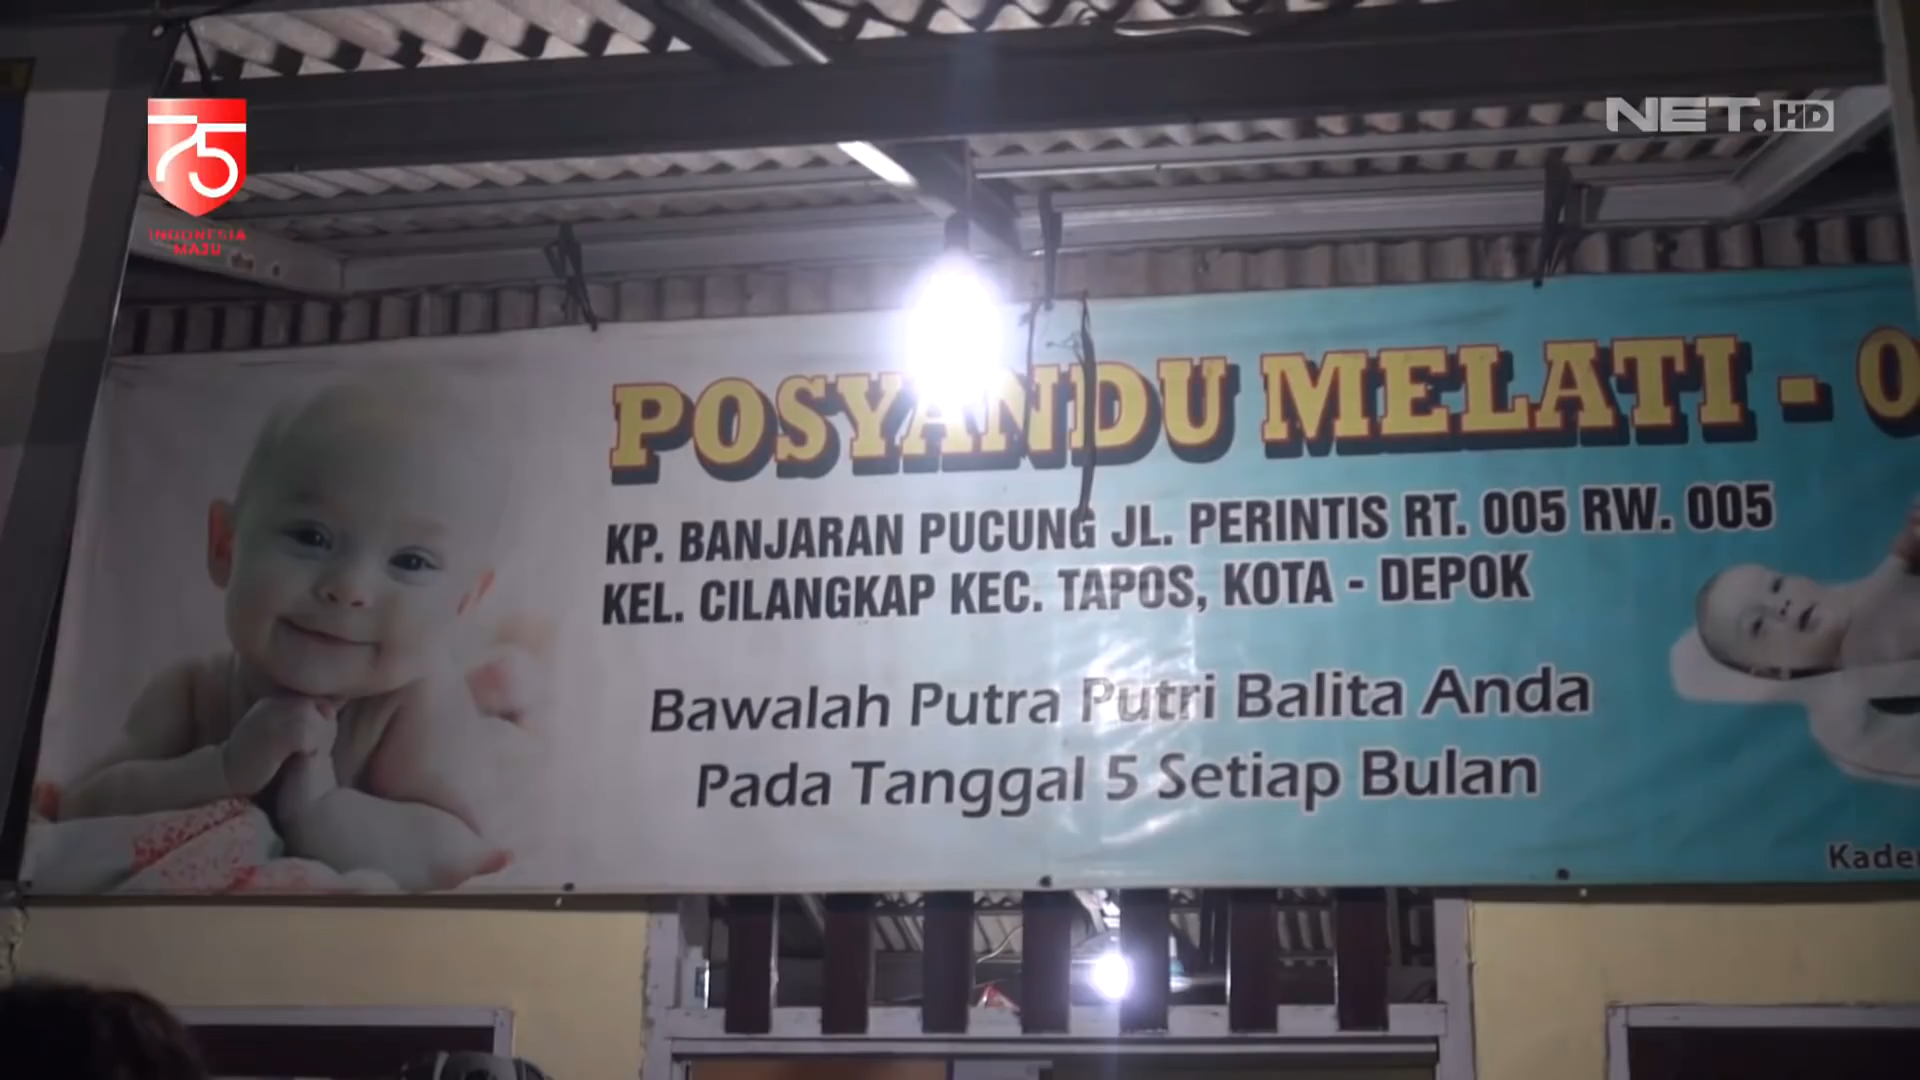 75
INDONESIA
MAJU
NET. HD
POSYANDU MELATI - 0
KP. BANJARAN PUCUNG JL. PERINTIS RT. 005 RW. 005
KEL. CILANGKAP KEC. TAPOS, KOTA - DEPOK
Bawalah Putra Putri Balita Anda
Pada Tanggal 5 Setiap Bulan